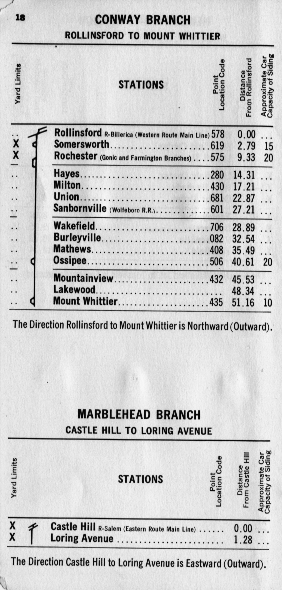 18
CONWAY BRANCH
ROLLINSFORD TO MOUNT WHITTIER
Yard Limits
STATIONS
Point
Location Code
Distance
From Rollinsford
Approximate Car
Capacity of Siding
Rollinsford R-Billerica (Western Route Main Line) 578 0.00 ...
X Somersworth 619 2.79 15
X Rochester (Gonic and Farmington Branches) 575 9.33 20
Hayes 280 14.31 ...
Milton 430 17.21 ...
Union 681 22.87 ...
Sanbornville (Wolfeboro R.R.) 601 27.21 ...
Wakefield 706 28.89 ...
Burleyville 082 32.54 ...
Mathews 408 35.49 ...
Ossipee 506 40.61 20
Mountainview 432 45.53 ...
Lakewood 48.34 ...
Mount Whittier 435 51.16 10
The Direction Rollinsford to Mount Whittier is Northward (Outward).
MARBLEHEAD BRANCH
CASTLE HILL TO LORING AVENUE
Yard Limits
STATIONS
Point
Location Code
Distance
From Castle Hill
Approximate Car
Capacity of Siding
X Castle Hill R-Salem (Eastern Route Main Line) ...... 0.00 ...
X Loring Avenue 1.28 ...
The Direction Castle Hill to Loring Avenue is Eastward (Outward).